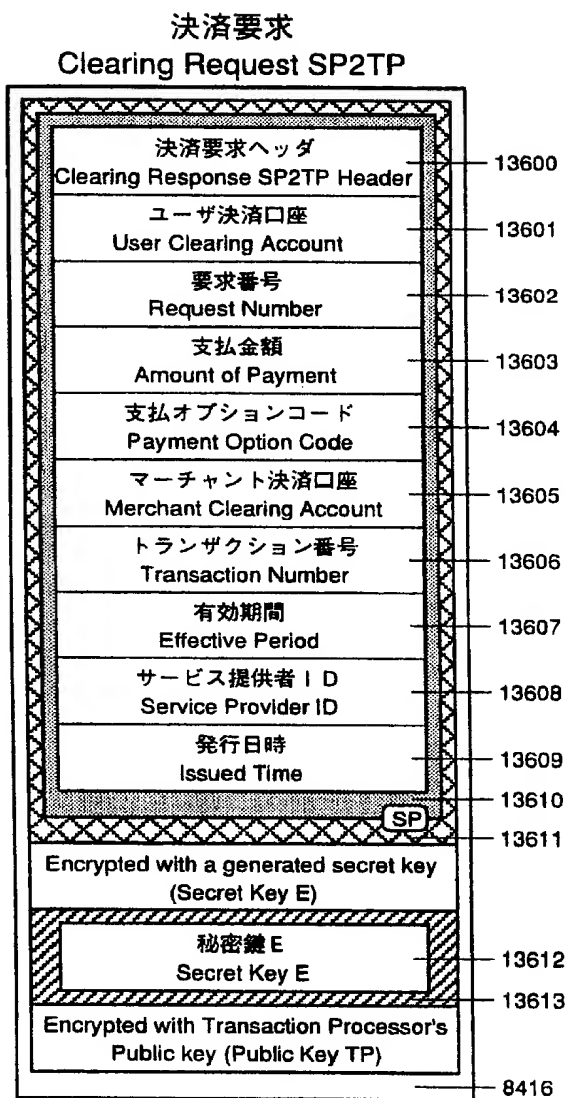 決済要求
Clearing Request SP2TP
決済要求ヘッダ
Clearing Response SP2TP Header
13600
ユーザ決済口座
User Clearing Account
13601
要求番号
Request Number
13602
支払金額
Amount of Payment
13603
支払オプションコード
Payment Option Code
13604
マーチャント決済口座
Merchant Clearing Account
13605
トランザクション番号
Transaction Number
13606
有効期間
Effective Period
13607
サービス提供者ＩＤ
Service Provider ID
13608
発行日時
Issued Time
13609
13610
SP
13611
Encrypted with a generated secret key
(Secret Key E)
秘密鍵E
Secret Key E
13612
13613
Encrypted with Transaction Processor's
Public key (Public Key TP)
8416